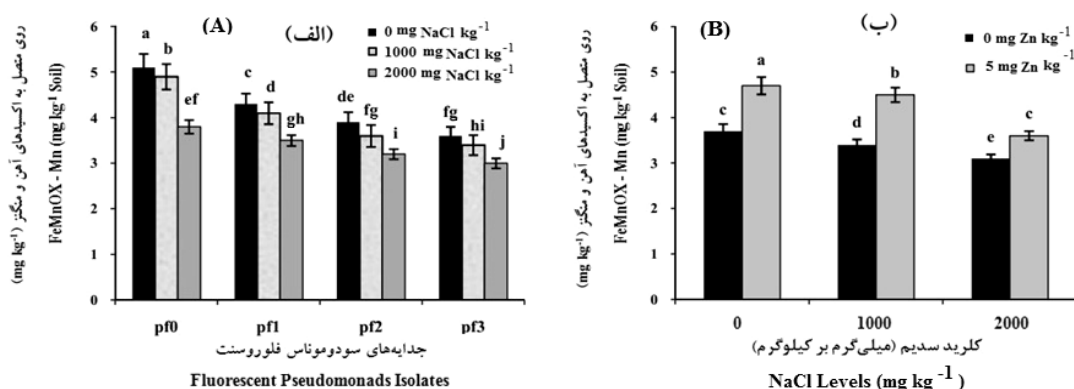 (A)
(الف)
0 mg NaCl kg⁻¹
1000 mg NaCl kg⁻¹
2000 mg NaCl kg⁻¹
روی متصل به اکسیدهای آهن و منگنز (mg kg⁻¹)
FeMnOX - Mn (mg kg⁻¹ Soil)
6
5
4
3
2
1
0
a b ef
c d gh
de fg i
fg hi j
pf0 pf1 pf2 pf3
جدایه‌های سودوموناس فلوروسنت
Fluorescent Pseudomonads Isolates
(B)
(ب)
0 mg Zn kg⁻¹
5 mg Zn kg⁻¹
روی متصل به اکسیدهای آهن و منگنز (mg kg⁻¹)
FeMnOX - Mn (mg kg⁻¹ Soil)
6
5
4
3
2
1
0
c a
d b
e c
0 1000 2000
کلرید سدیم (میلی‌گرم بر کیلوگرم)
NaCl Levels (mg kg⁻¹ )